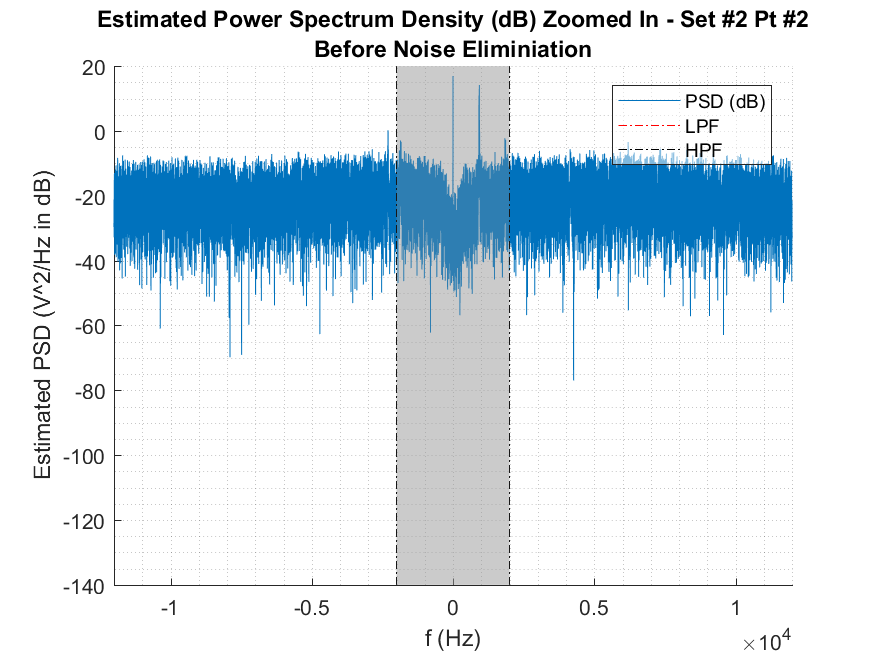 Estimated Power Spectrum Density (dB) Zoomed In - Set #2 Pt #2
Before Noise Eliminiation
20
0
-20
-40
-60
-80
-100
-120
-140
Estimated PSD (V^2/Hz in dB)
PSD (dB)
LPF
HPF
-1
-0.5
0
0.5
1
f (Hz)
×10^4